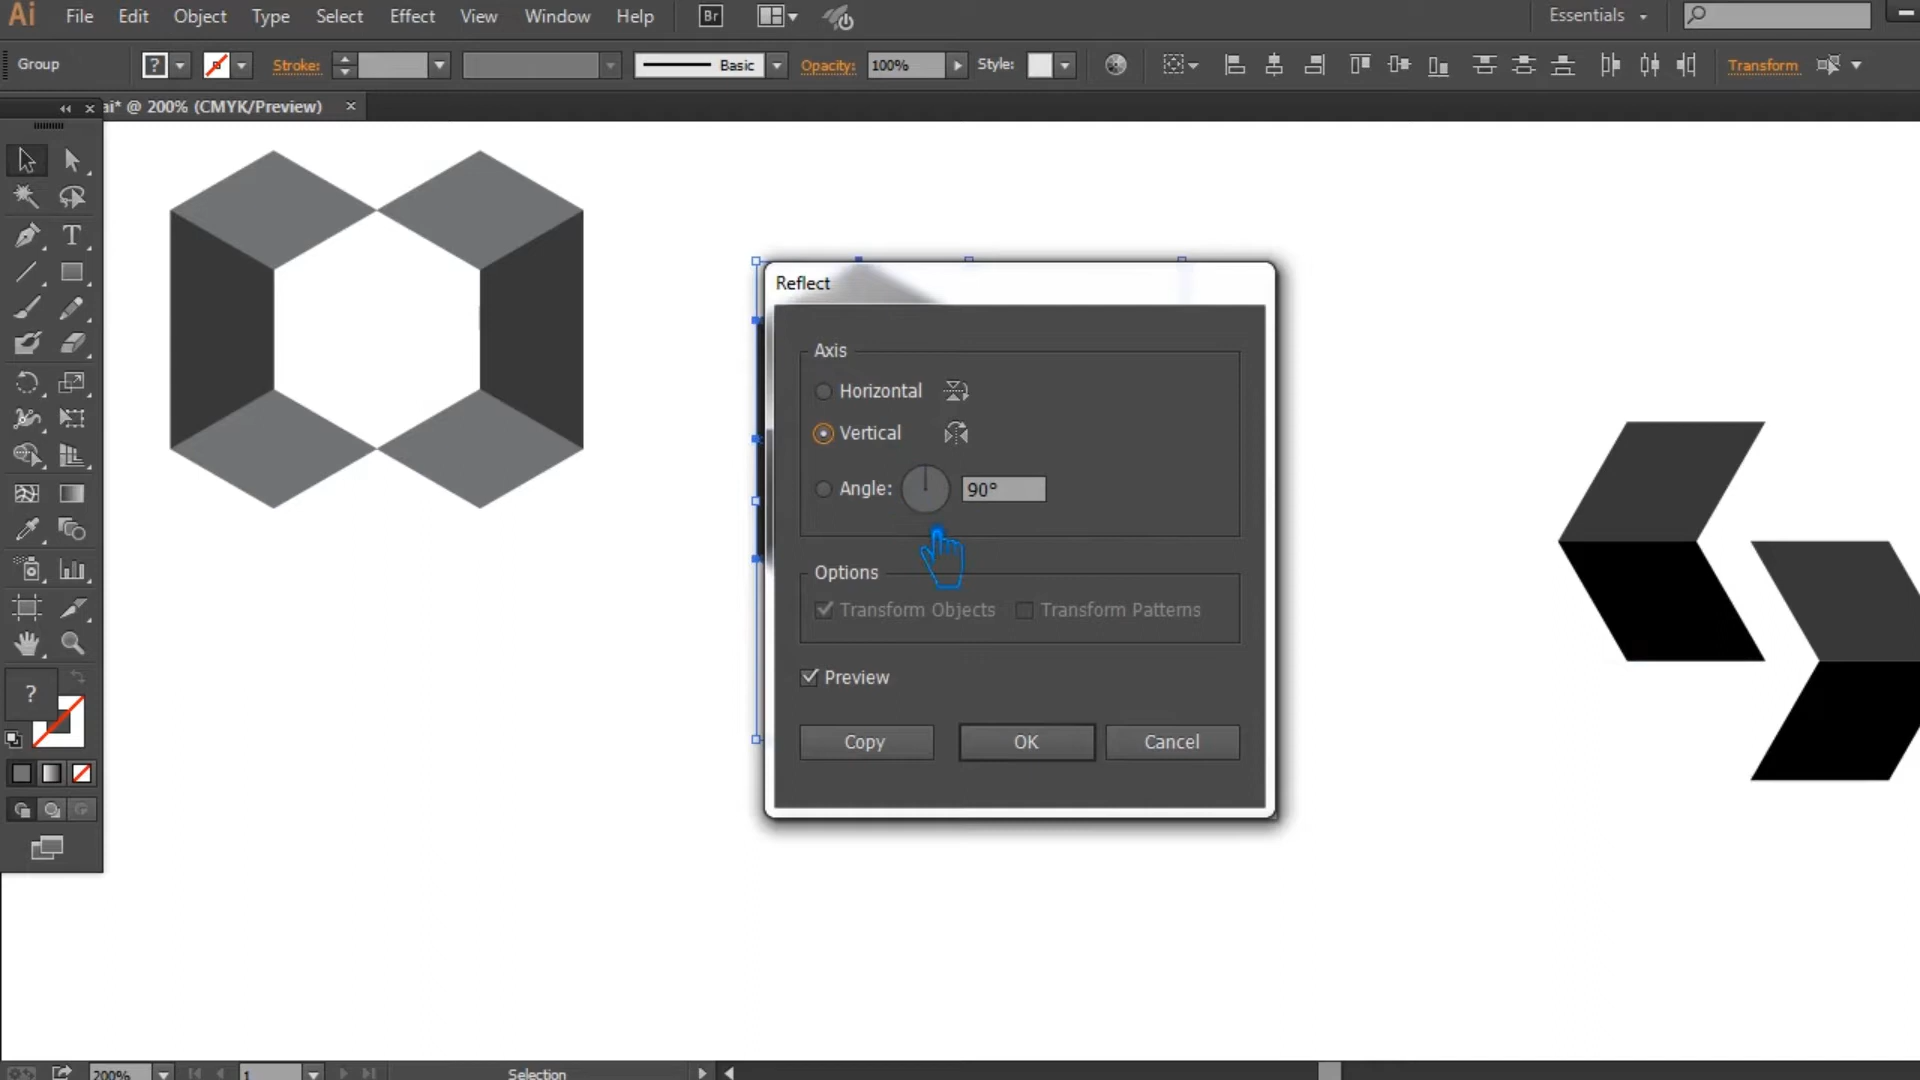 Ai File Edit Object Type Select Effect View Window Help Br Essentials
Group ? Stroke: Basic Opacity: 100% Style: Transform
ai* @ 200% (CMYK/Preview) ×
T
Reflect
Axis
Horizontal
Vertical
Angle: 90°
Options
Transform Objects Transform Patterns
?
Preview
Copy OK Cancel
200% 1 Selection